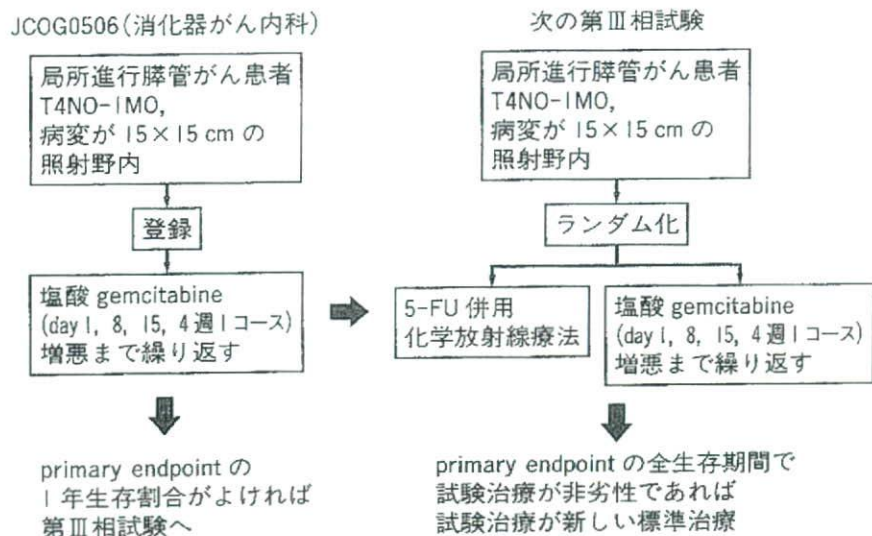 JCOG0506(消化器がん内科)
局所進行膵管がん患者
T4N0-1M0,
病変が 15×15 cm の
照射野内
登録
塩酸 gemcitabine
(day 1, 8, 15, 4週1コース)
増悪まで繰り返す
primary endpoint の
1年生存割合がよければ
第Ⅲ相試験へ
次の第Ⅲ相試験
局所進行膵管がん患者
T4N0-1M0,
病変が 15×15 cm の
照射野内
ランダム化
5-FU 併用
化学放射線療法
塩酸 gemcitabine
(day 1, 8, 15, 4週1コース)
増悪まで繰り返す
primary endpoint の全生存期間で
試験治療が非劣性であれば
試験治療が新しい標準治療